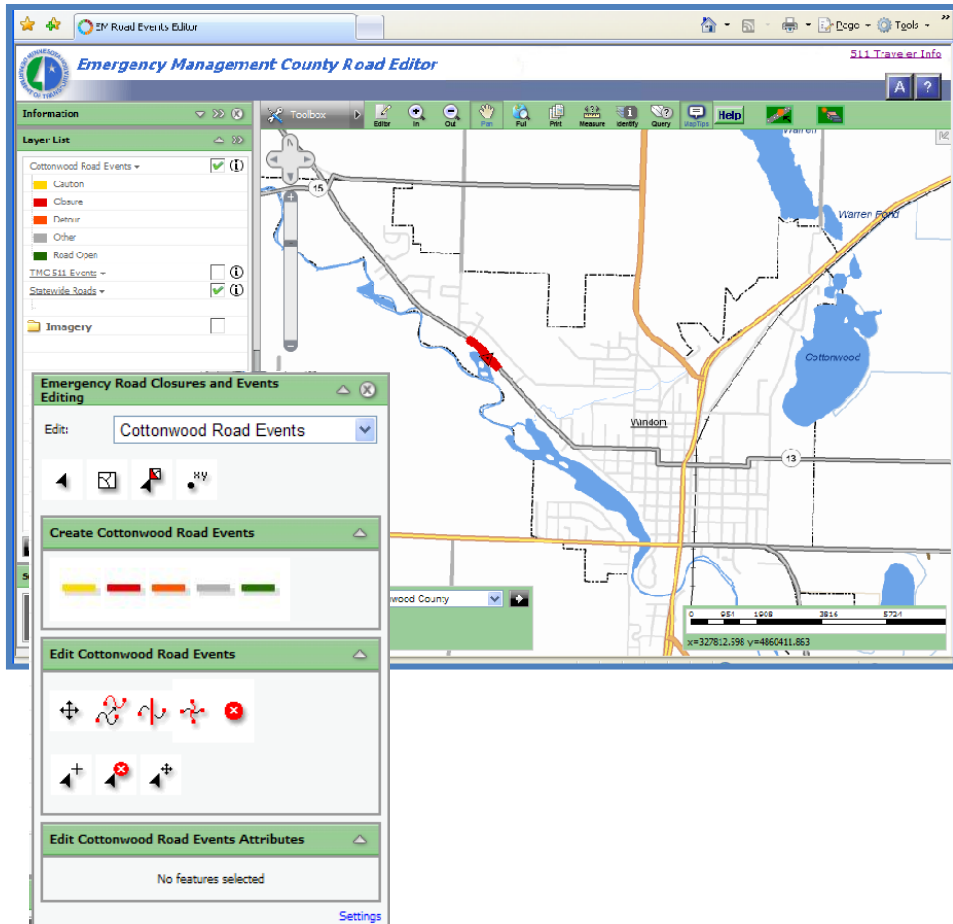 EM Road Events Editor
Page
Tools
Emergency Management County Road Editor
511 Traveler Info
A ?
Information
Toolbox
Editor
In
Out
Pan
Full
Print
Measure
Identify
Query
MapTips
Help
Layer List
Cottonwood Road Events
Caution
Closure
Detour
Other
Road Open
TMC 511 Events
Statewide Roads
Imagery
15
Warren
Warren Pond
Cottonwood
Windom
13
Emergency Road Closures and Events
Editing
Edit: Cottonwood Road Events
xy
Create Cottonwood Road Events
wood County
0 954 1908 3816 5724
x=327812.598 y=4860411.863
Edit Cottonwood Road Events
Edit Cottonwood Road Events Attributes
No features selected
Settings